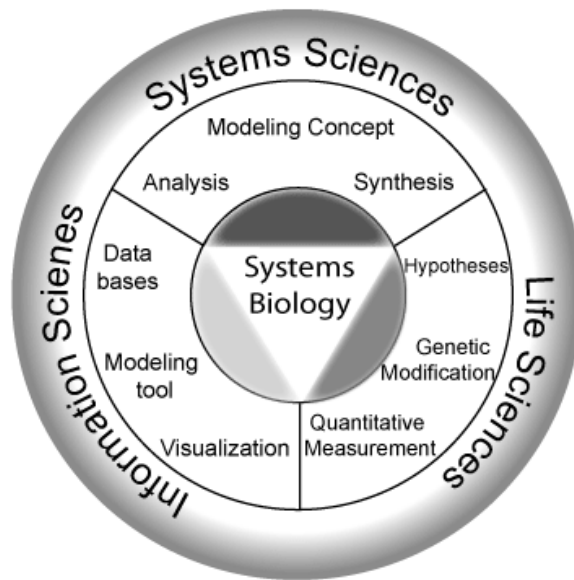 Systems Sciences
Modeling Concept
Analysis
Synthesis
Data
bases
Systems
Biology
Hypotheses
Modeling
tool
Genetic
Modification
Visualization
Quantitative
Measurement
Information Scienes
Life Sciences